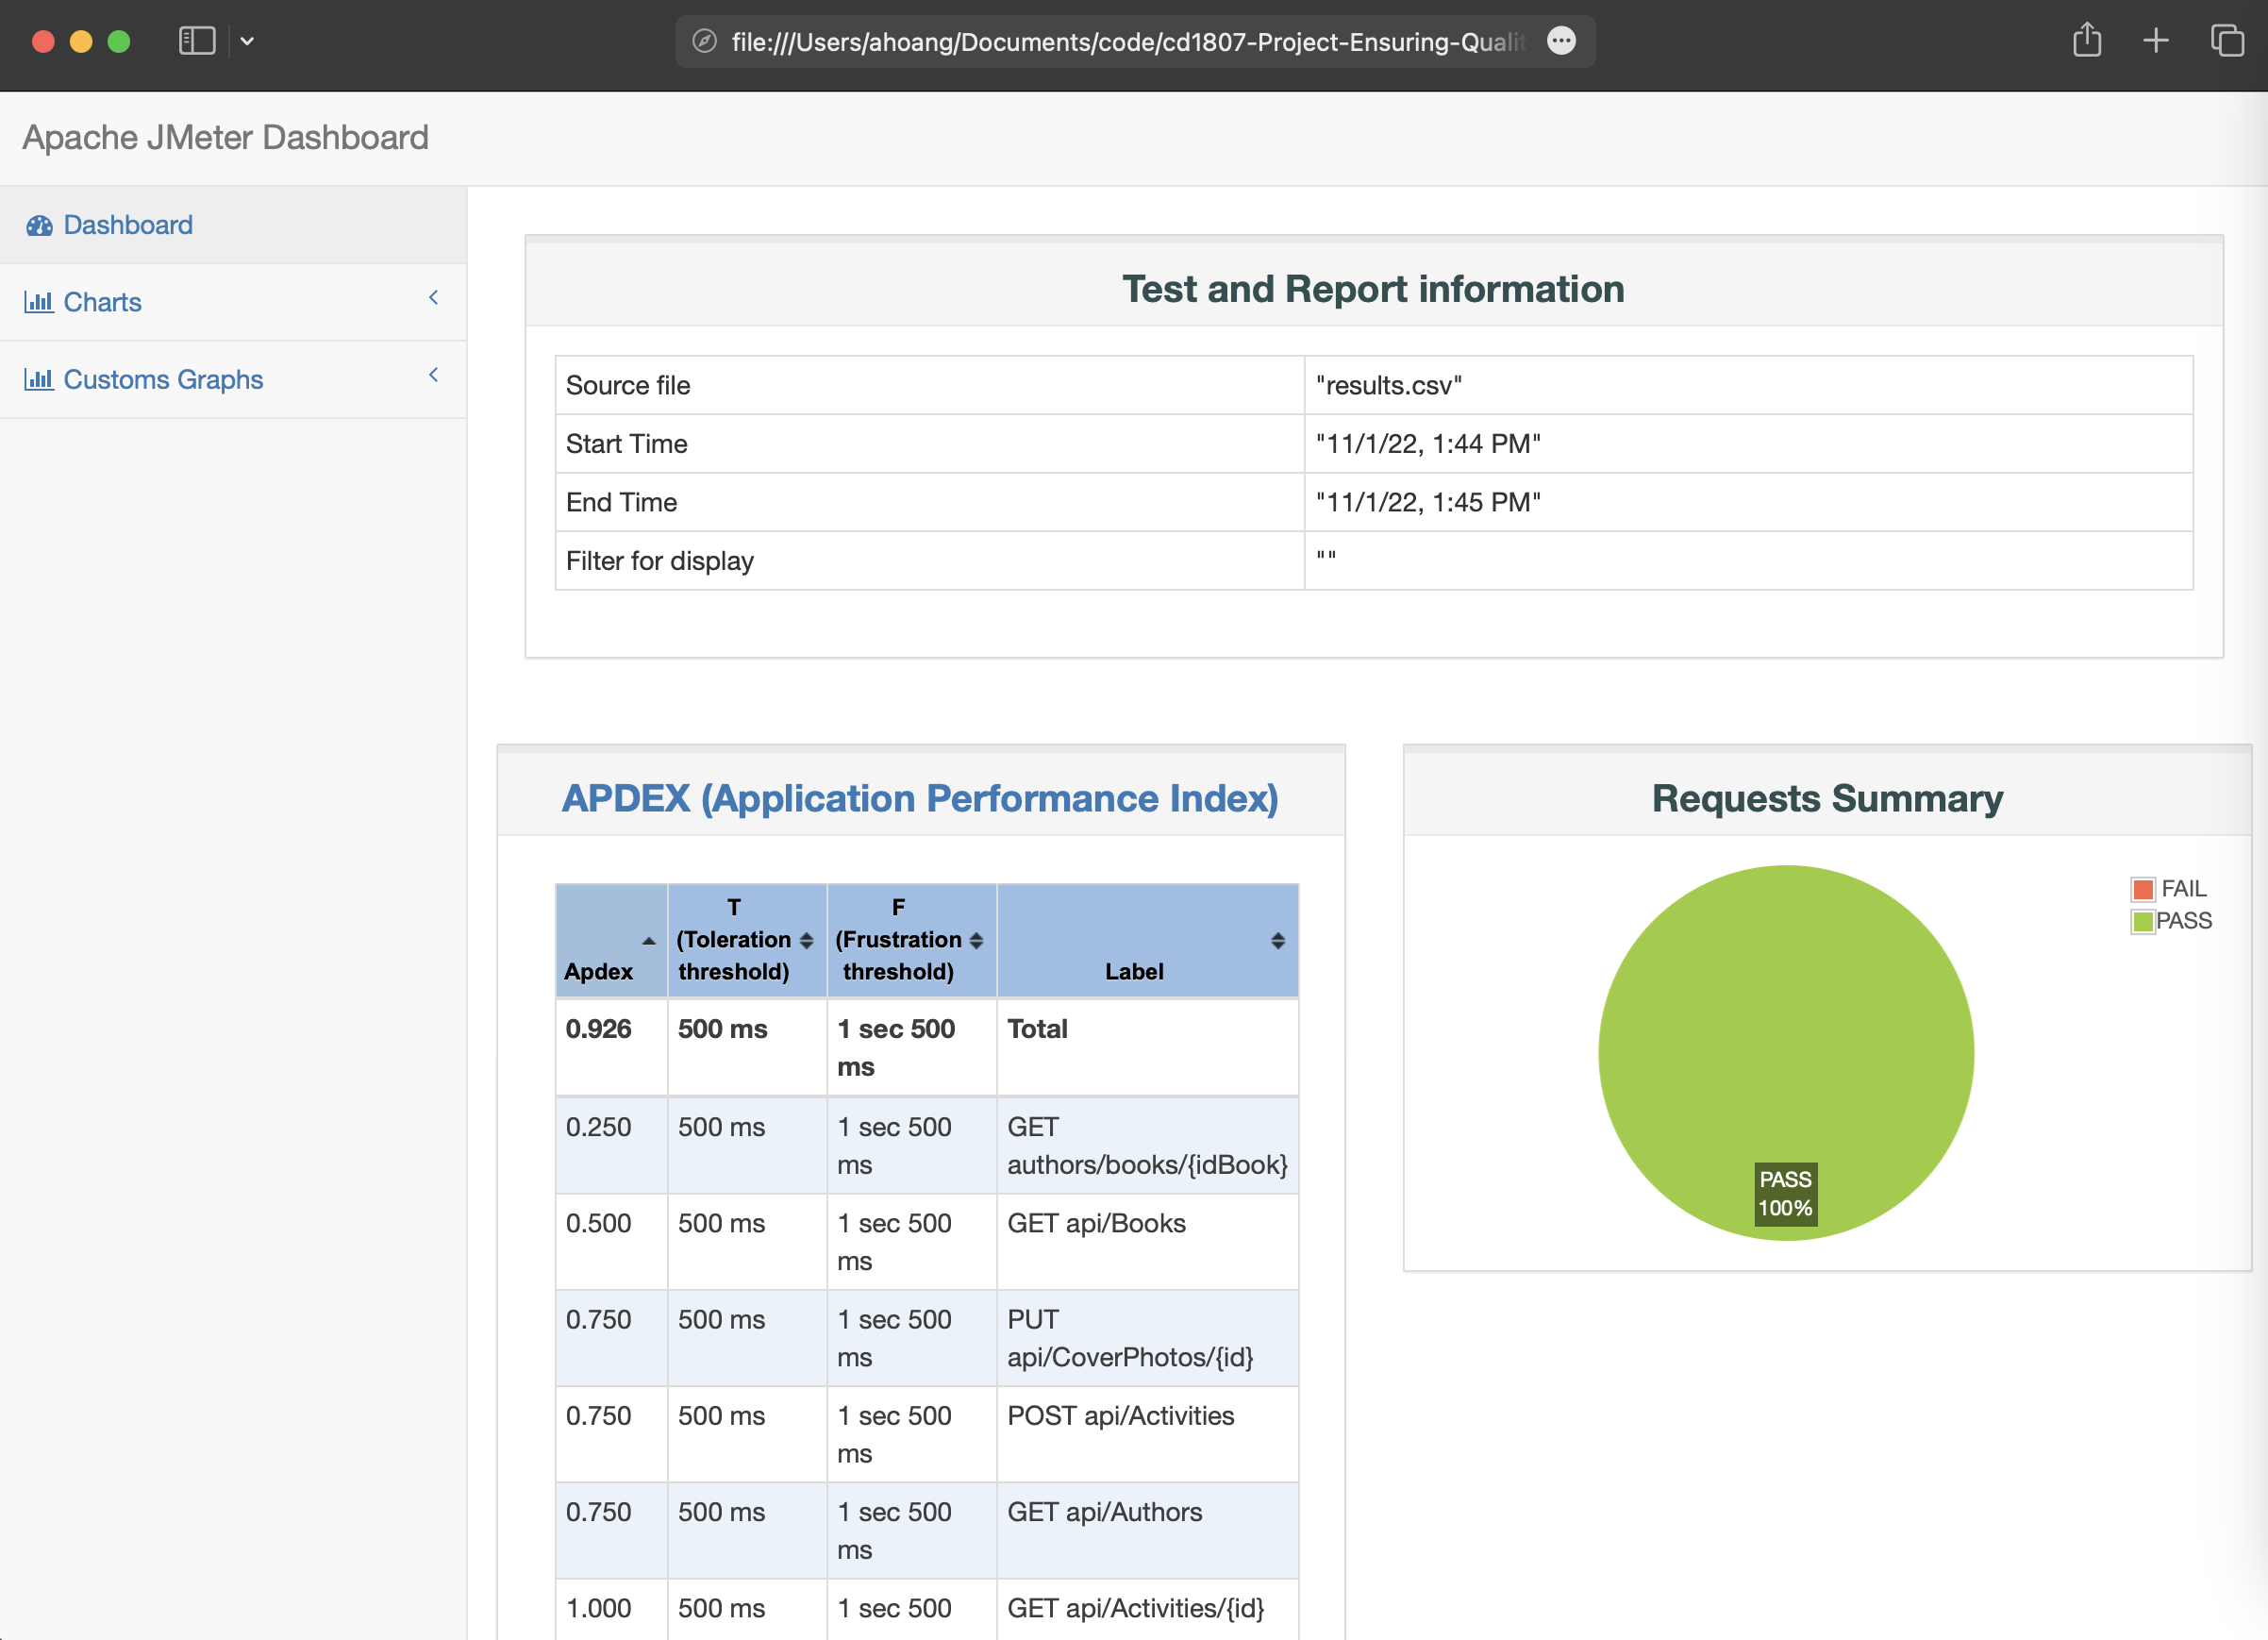 file:///Users/ahoang/Documents/code/cd1807-Project-Ensuring-Qualit
Apache JMeter Dashboard
Dashboard
Charts
Customs Graphs
Test and Report information
Source file "results.csv"
Start Time "11/1/22, 1:44 PM"
End Time "11/1/22, 1:45 PM"
Filter for display ""
APDEX (Application Performance Index)
Apdex
T
(Toleration
threshold)
F
(Frustration
threshold)
Label
0.926 500 ms 1 sec 500 Total
ms
0.250 500 ms 1 sec 500 GET
ms authors/books/{idBook}
0.500 500 ms 1 sec 500 GET api/Books
ms
0.750 500 ms 1 sec 500 PUT
ms api/CoverPhotos/{id}
0.750 500 ms 1 sec 500 POST api/Activities
ms
0.750 500 ms 1 sec 500 GET api/Authors
ms
1.000 500 ms 1 sec 500 GET api/Activities/{id}
Requests Summary
FAIL
PASS
PASS
100%